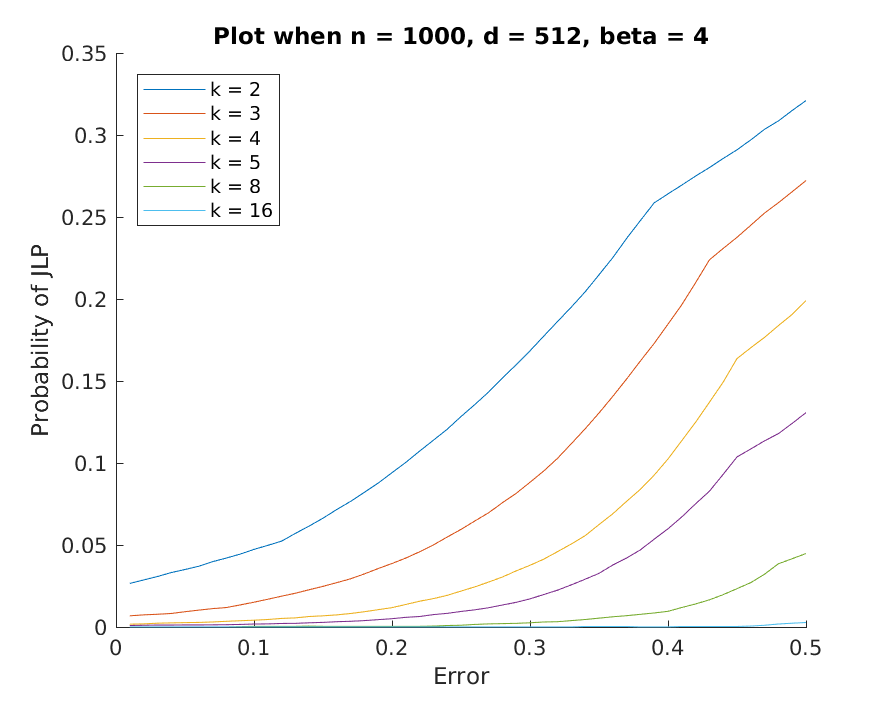 Plot when n = 1000, d = 512, beta = 4
0.35
0.3
0.25
0.2
0.15
0.1
0.05
0
Probability of JLP
k = 2
k = 3
k = 4
k = 5
k = 8
k = 16
0 0.1 0.2 0.3 0.4 0.5
Error